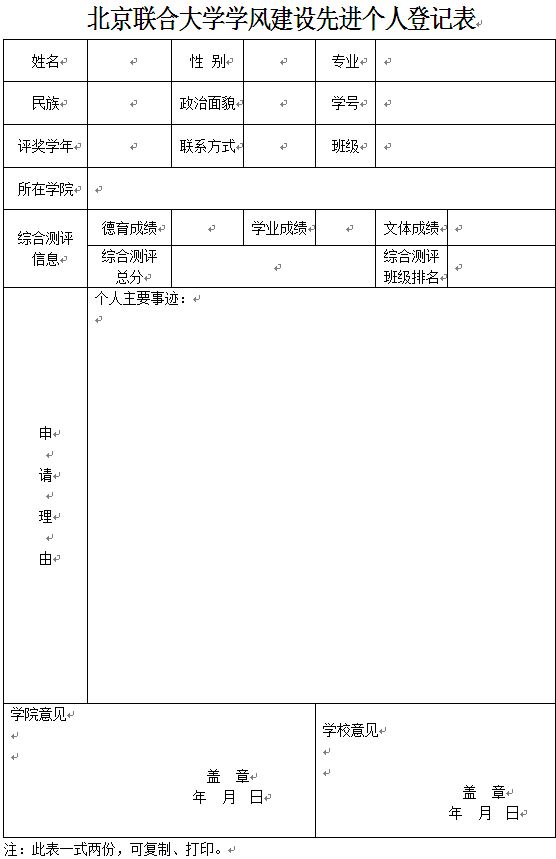 北京联合大学学风建设先进个人登记表
姓名 性 别 专业
民族 政治面貌 学号
评奖学年 联系方式 班级
所在学院
综合测评
信息
德育成绩 学业成绩 文体成绩
综合测评
总分
综合测评
班级排名
个人主要事迹：
申
请
理
由
学院意见
盖 章
年 月 日
学校意见
盖 章
年 月 日
注：此表一式两份，可复制、打印。